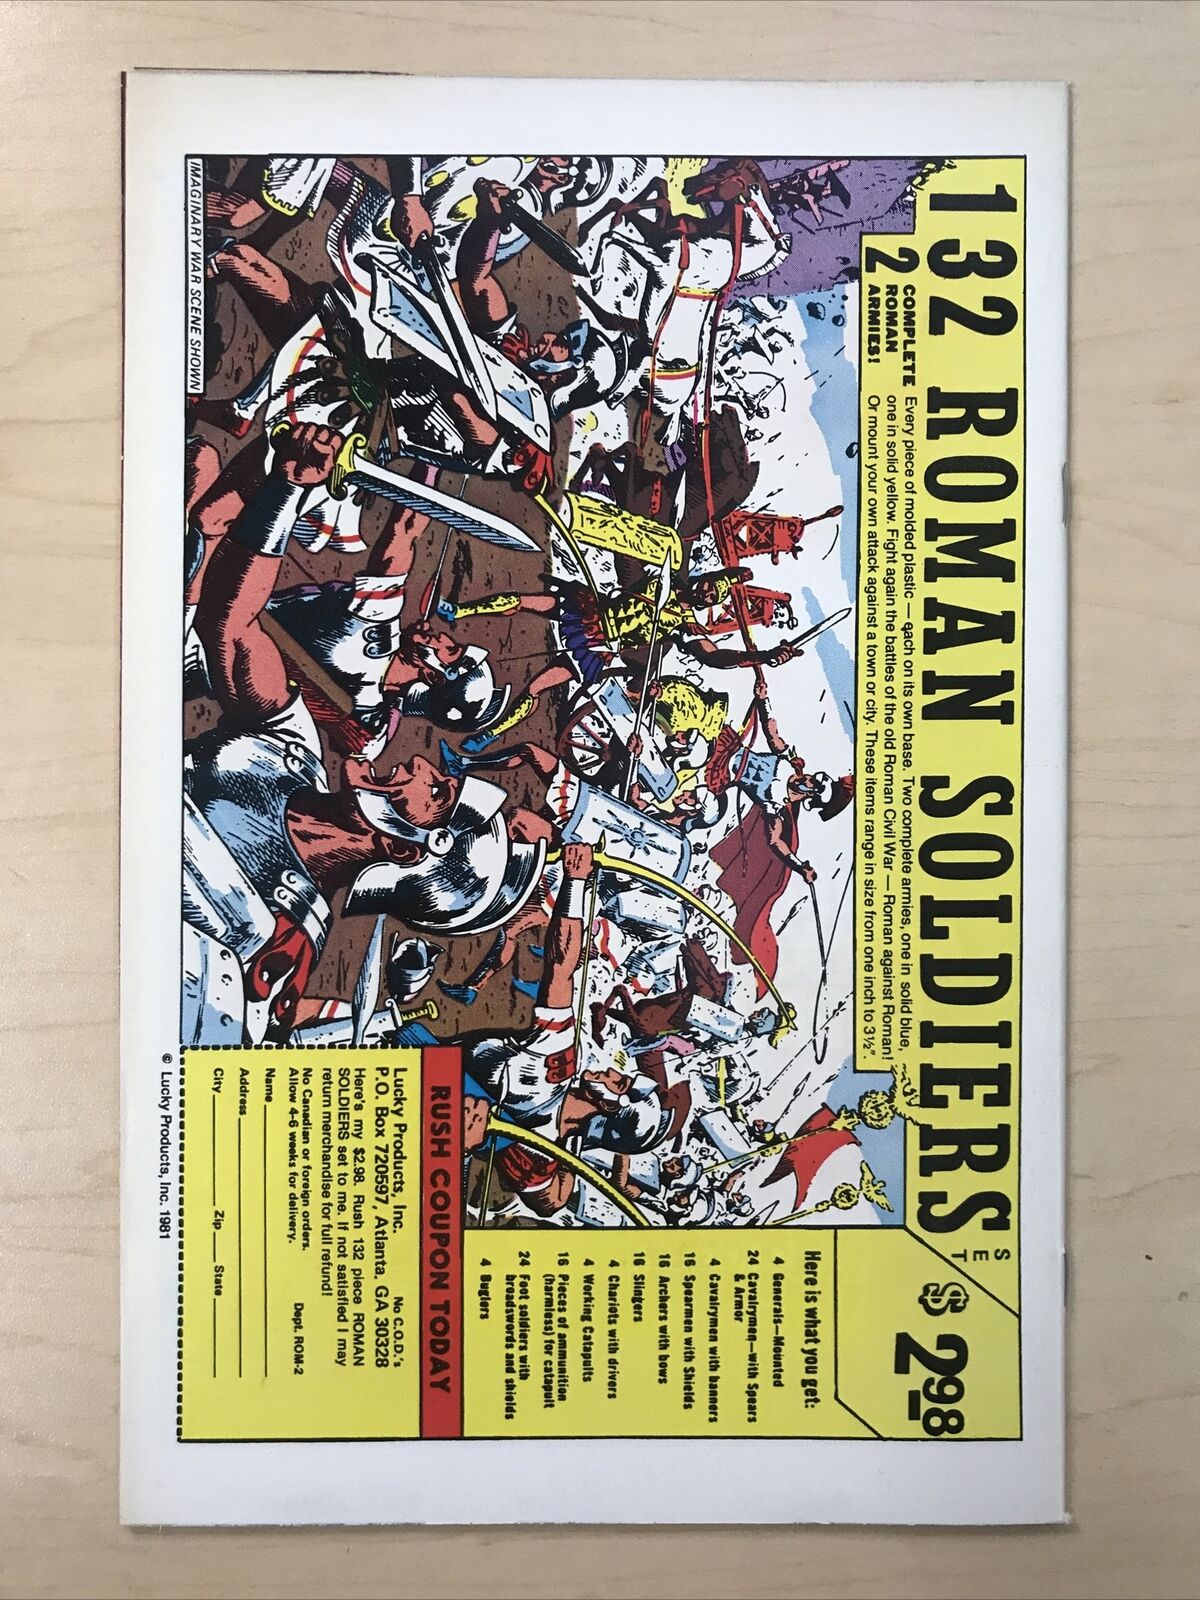 132 ROMAN SOLDIERS SET $2.98
2 COMPLETE
ROMAN
ARMIES!
Every piece of molded plastic — each on its own base. Two complete armies, one in solid blue,
one in solid yellow. Fight again the battles of the old Roman Civil War — Roman against Roman!
Or mount your own attack against a town or city. These items range in size from one inch to 3½".
IMAGINARY WAR SCENE SHOWN
Here is what you get:
4 Generals—Mounted
24 Cavalrymen—with Spears
& Armor
4 Cavalrymen with banners
16 Spearmen with Shields
16 Archers with bows
16 Slingers
4 Chariots with drivers
4 Working Catapults
16 Pieces of ammunition
(harmless) for catapult
24 Foot soldiers with
broadswords and shields
4 Buglers
RUSH COUPON TODAY
Lucky Products, Inc. No C.O.D.'s
P.O. Box 720597, Atlanta, GA 30328
Here's my $2.98. Rush 132 piece ROMAN
SOLDIERS set to me. If not satisfied I may
return merchandise for full refund!
No Canadian or foreign orders.
Allow 4-6 weeks for delivery. Dept. ROM-2
Name
Address
City Zip State
© Lucky Products, Inc. 1981